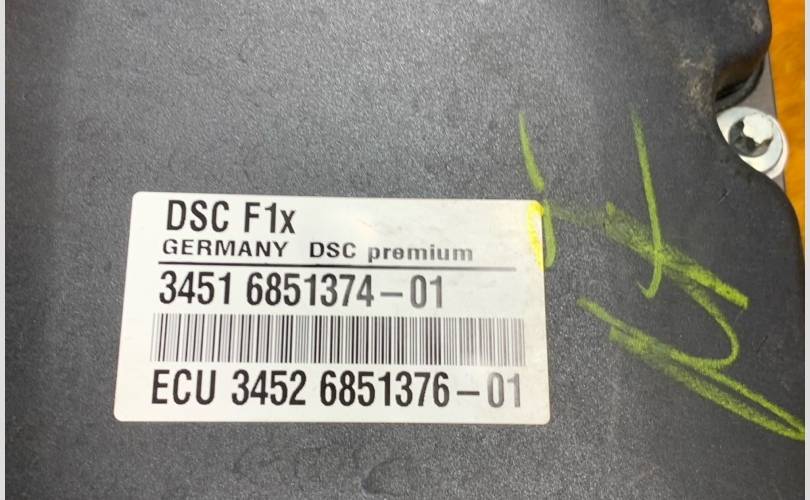 DSC F1x
GERMANY DSC premium
3451 6851374-01
ECU 3452 6851376-01